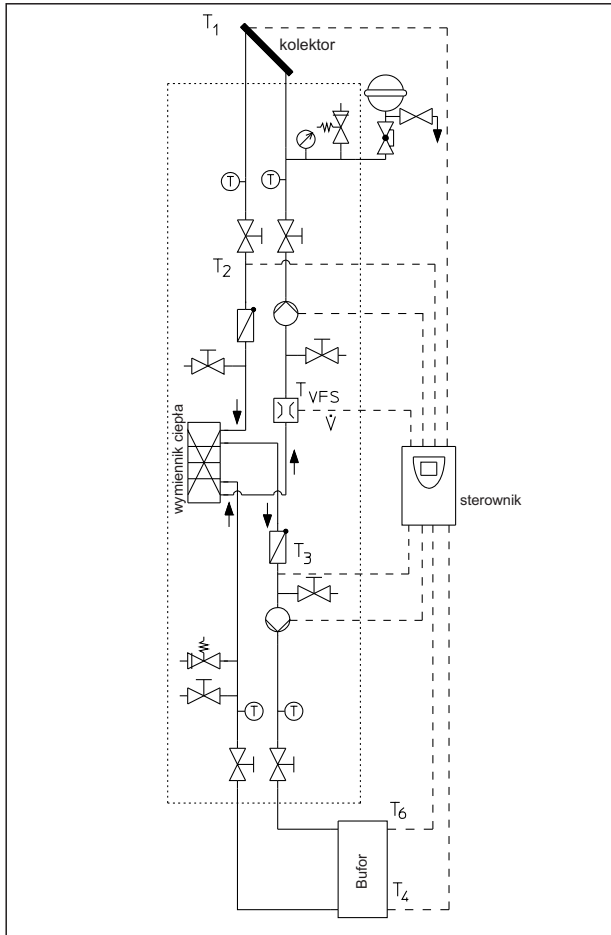 T1
kolektor
T
T
T2
TVFS
V̇
wymiennik ciepła
sterownik
T3
T
T
T6
Bufor
T4